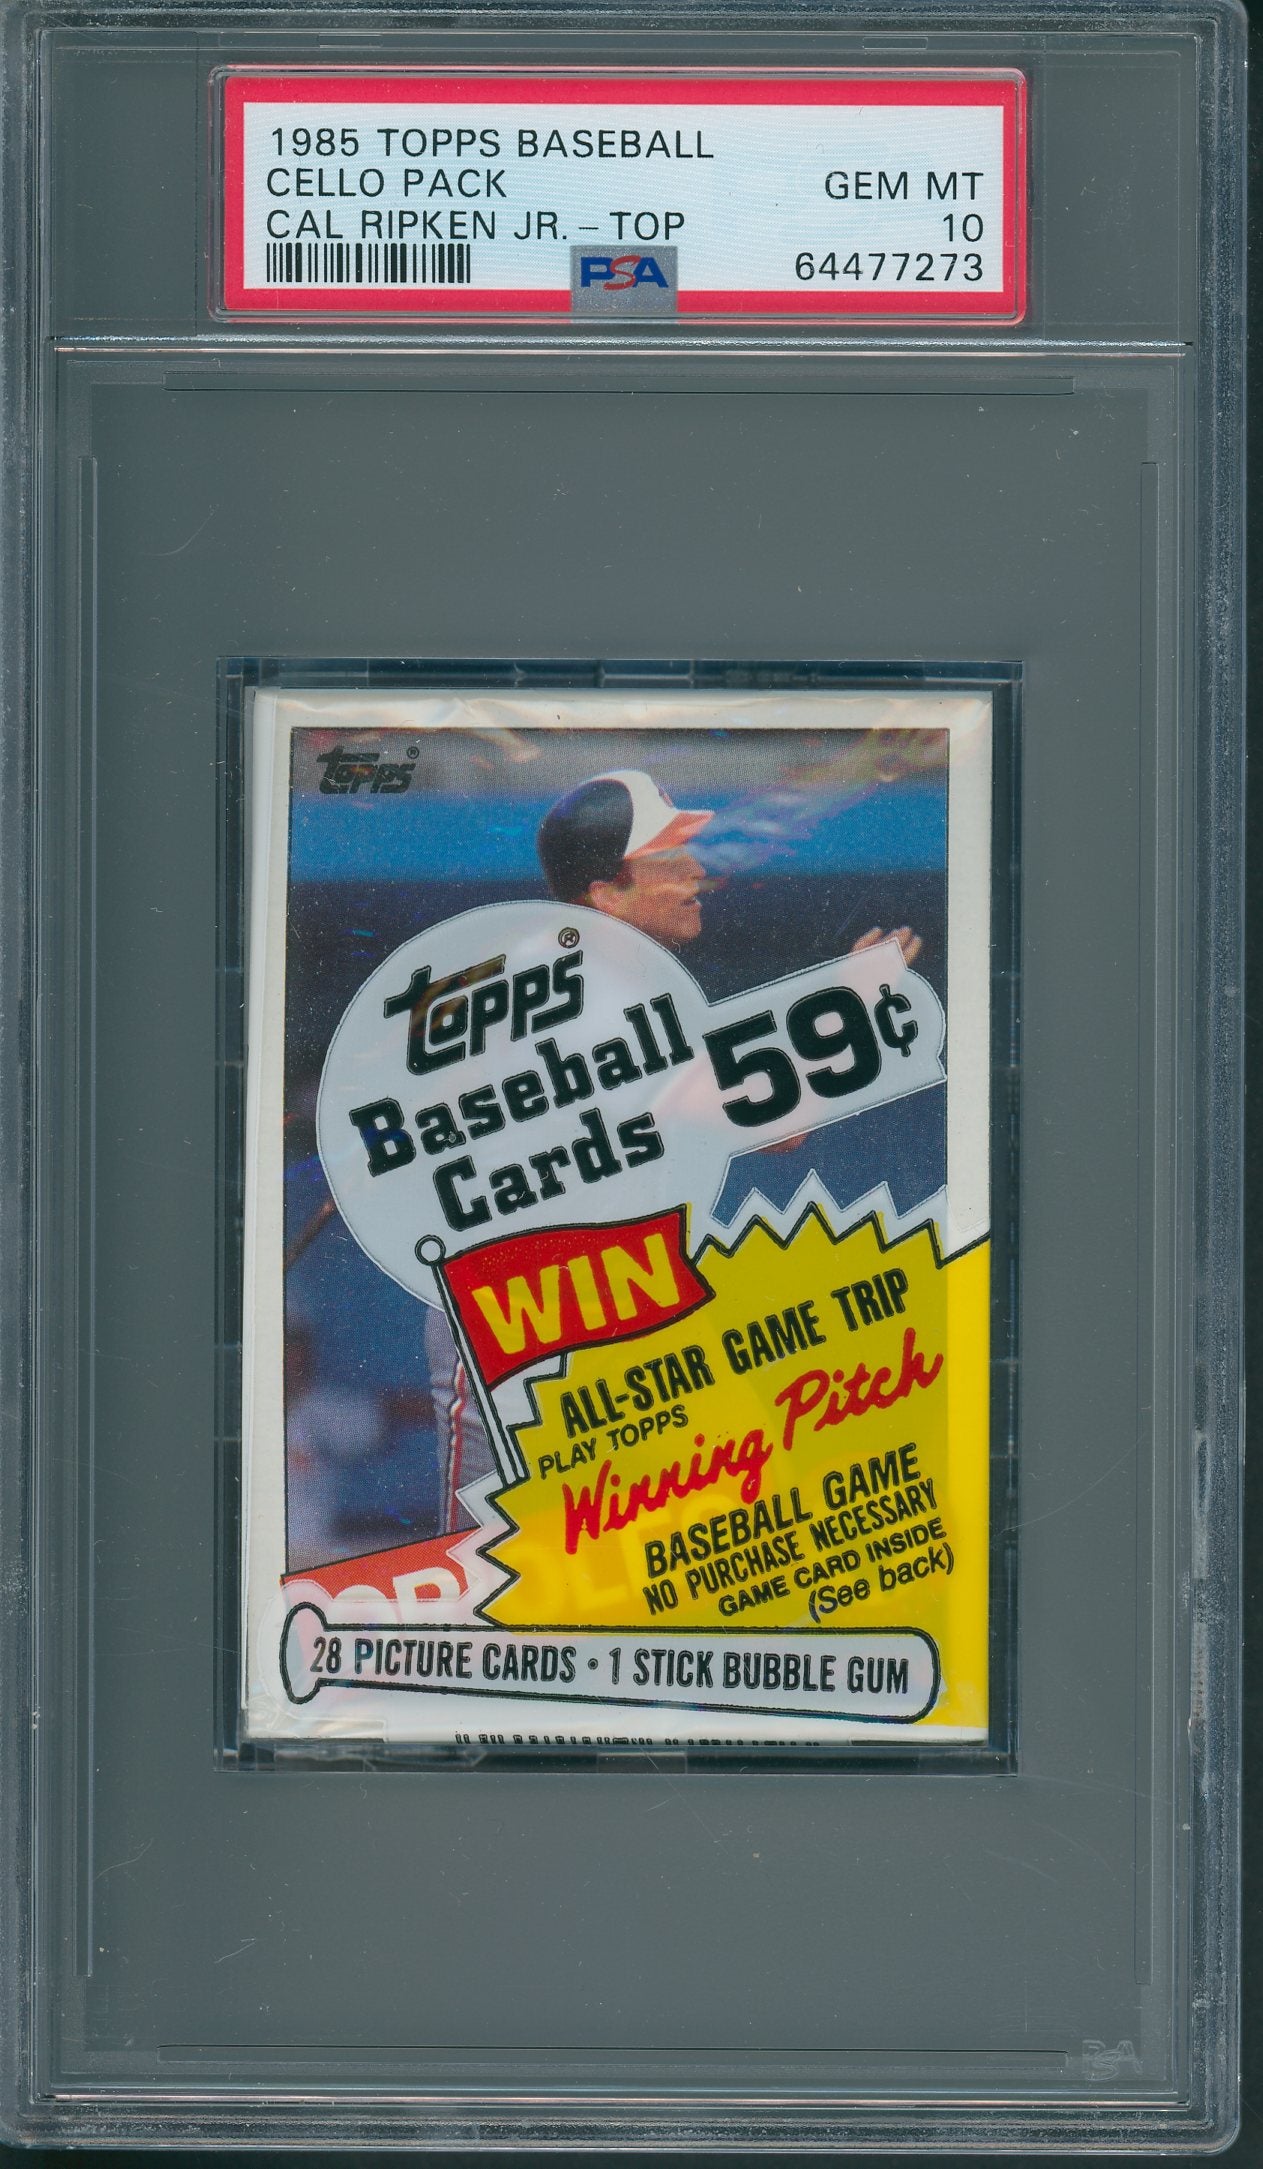 1985 TOPPS BASEBALL
CELLO PACK
GEM MT
CAL RIPKEN JR.-TOP
10
PSA
64477273
TOPPS®
TOPPS®
Baseball
Cards
59¢
WIN
ALL-STAR GAME TRIP
PLAY TOPPS
Winning Pitch
BASEBALL GAME
NO PURCHASE NECESSARY
GAME CARD INSIDE
(See back)
28 PICTURE CARDS • 1 STICK BUBBLE GUM
PSA